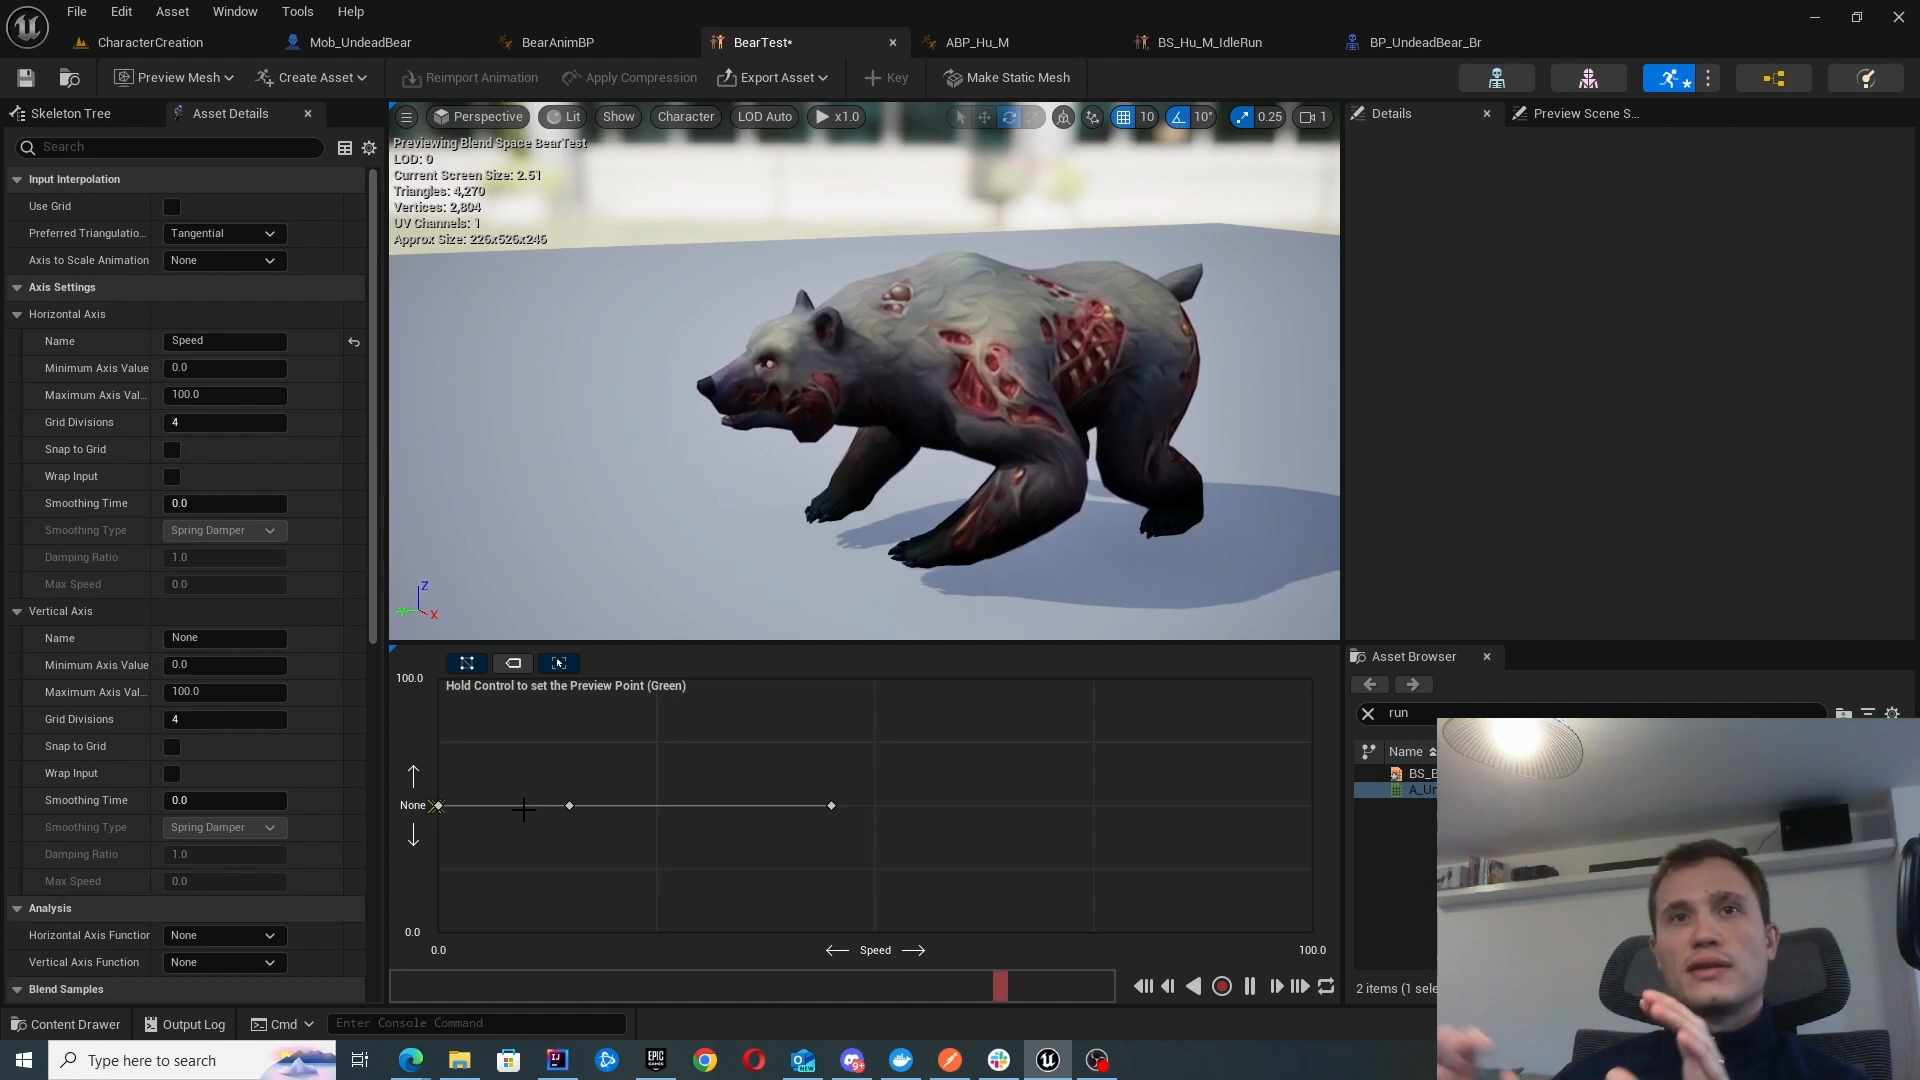 File Edit Asset Window Tools Help
CharacterCreation Mob_UndeadBear BearAnimBP BearTest* ABP_Hu_M BS_Hu_M_IdleRun BP_UndeadBear_Br
Preview Mesh Create Asset Reimport Animation Apply Compression Export Asset Key Make Static Mesh
Skeleton Tree Asset Details
Search
Input Interpolation
Use Grid
Preferred Triangulatio... Tangential
Axis to Scale Animation None
Axis Settings
Horizontal Axis
Name Speed
Minimum Axis Value 0.0
Maximum Axis Val... 100.0
Grid Divisions 4
Snap to Grid
Wrap Input
Smoothing Time 0.0
Smoothing Type Spring Damper
Damping Ratio 1.0
Max Speed 0.0
Vertical Axis
Name None
Minimum Axis Value 0.0
Maximum Axis Val... 100.0
Grid Divisions 4
Snap to Grid
Wrap Input
Smoothing Time 0.0
Smoothing Type Spring Damper
Damping Ratio 1.0
Max Speed 0.0
Analysis
Horizontal Axis Function None
Vertical Axis Function None
Blend Samples
Perspective Lit Show Character LOD Auto x1.0 10 10° 0.25 1
Previewing Blend Space BearTest
LOD: 0
Current Screen Size: 2.51
Triangles: 4,270
Vertices: 2,804
UV Channels: 1
Approx Size: 226x526x246
Z
X
100.0
Hold Control to set the Preview Point (Green)
None
0.0
0.0 Speed 100.0
Details Preview Scene S...
Asset Browser
run
Name
BS_B
A_Un
2 items (1 sele
Content Drawer Output Log Cmd Enter Console Command
Type here to search
EPIC GAMES
NEW
9+